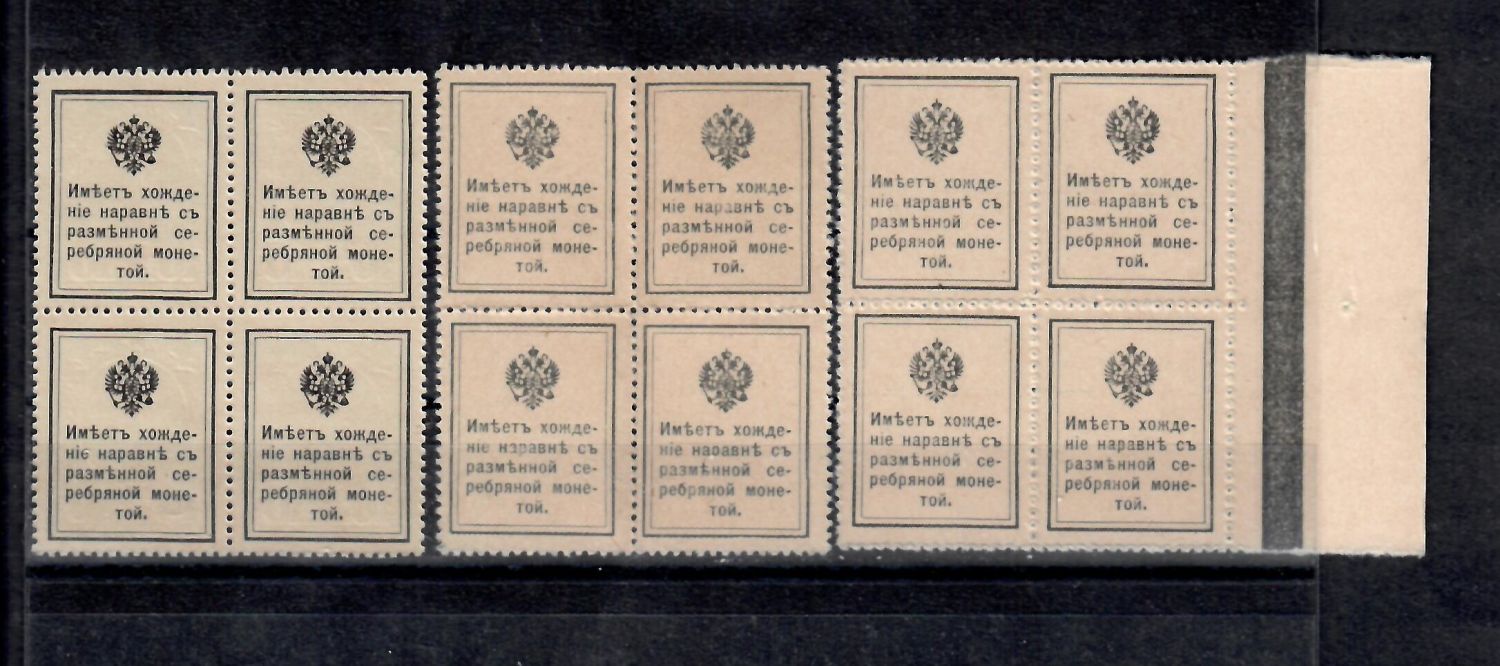 Имѣетъ хожде-
ніе наравнѣ съ
размѣнной се-
ребряной моне-
той.
Имѣетъ хожде-
ніе наравнѣ съ
размѣнной се-
ребряной моне-
той.
Имѣетъ хожде-
ніе наравнѣ съ
размѣнной се-
ребряной моне-
той.
Имѣетъ хожде-
ніе наравнѣ съ
размѣнной се-
ребряной моне-
той.
Имѣетъ хожде-
ніе наравнѣ съ
размѣнной се-
ребряной моне-
той.
Имѣетъ хожде-
ніе наравнѣ съ
размѣнной се-
ребряной моне-
той.
Имѣетъ хожде-
ніе наравнѣ съ
размѣнной се-
ребряной моне-
той.
Имѣетъ хожде-
ніе наравнѣ съ
размѣнной се-
ребряной моне-
той.
Имѣетъ хожде-
ніе наравнѣ съ
размѣнной се-
ребряной моне-
той.
Имѣетъ хожде-
ніе наравнѣ съ
размѣнной се-
ребряной моне-
той.
Имѣетъ хожде-
ніе наравнѣ съ
размѣнной се-
ребряной моне-
той.
Имѣетъ хожде-
ніе наравнѣ съ
размѣнной се-
ребряной моне-
той.